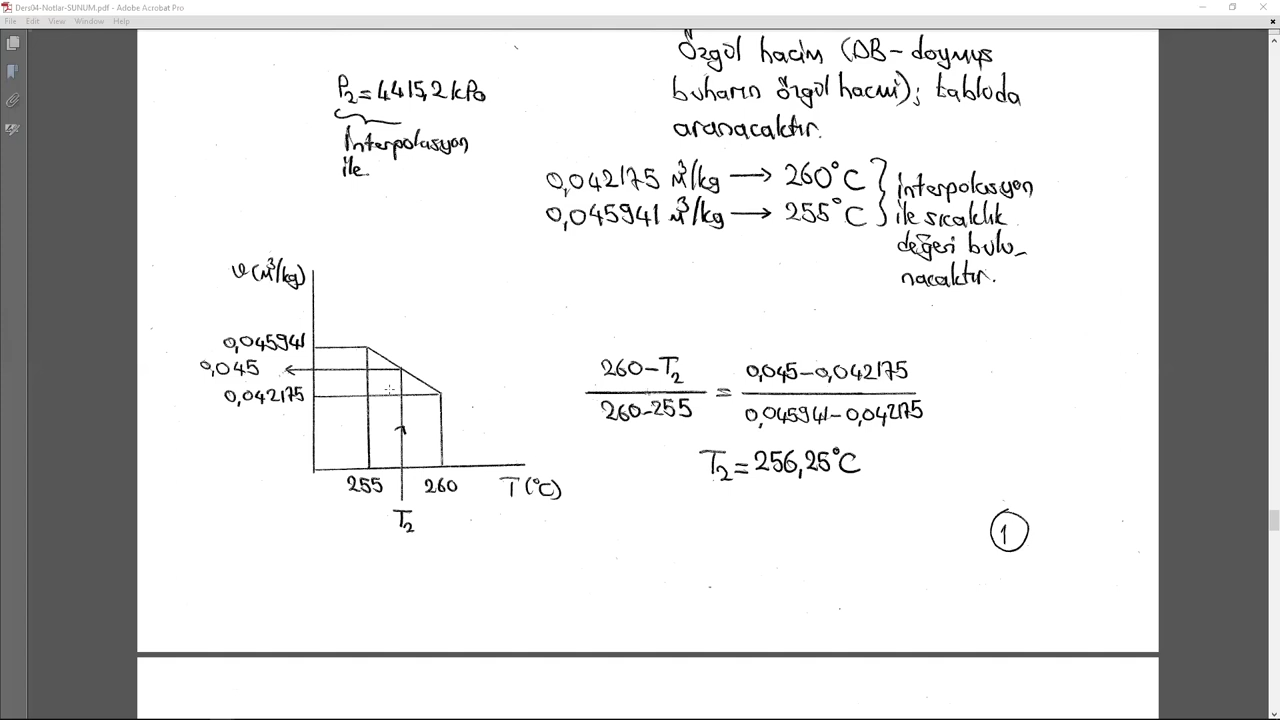 Ders04-Notlar-SUNUM.pdf - Adobe Acrobat Pro
File Edit View Window Help
Özgül hacim (DB-doymuş
buharın özgül hacmi); tabloda
aranacaktır.
P₂=4415,2 kPa
İnterpolasyon
ile
0,042175 m³/kg → 260°C
0,045941 m³/kg → 255°C
interpolasyon
ile sıcaklık
değeri bulu-
nacaktır.
v(m³/kg)
0,045941
0,045
0,042175
255 260 T(°C)
T₂
260-T₂ / 260-255 = 0,045-0,042175 / 0,045941-0,042175
T₂=256,25°C
1